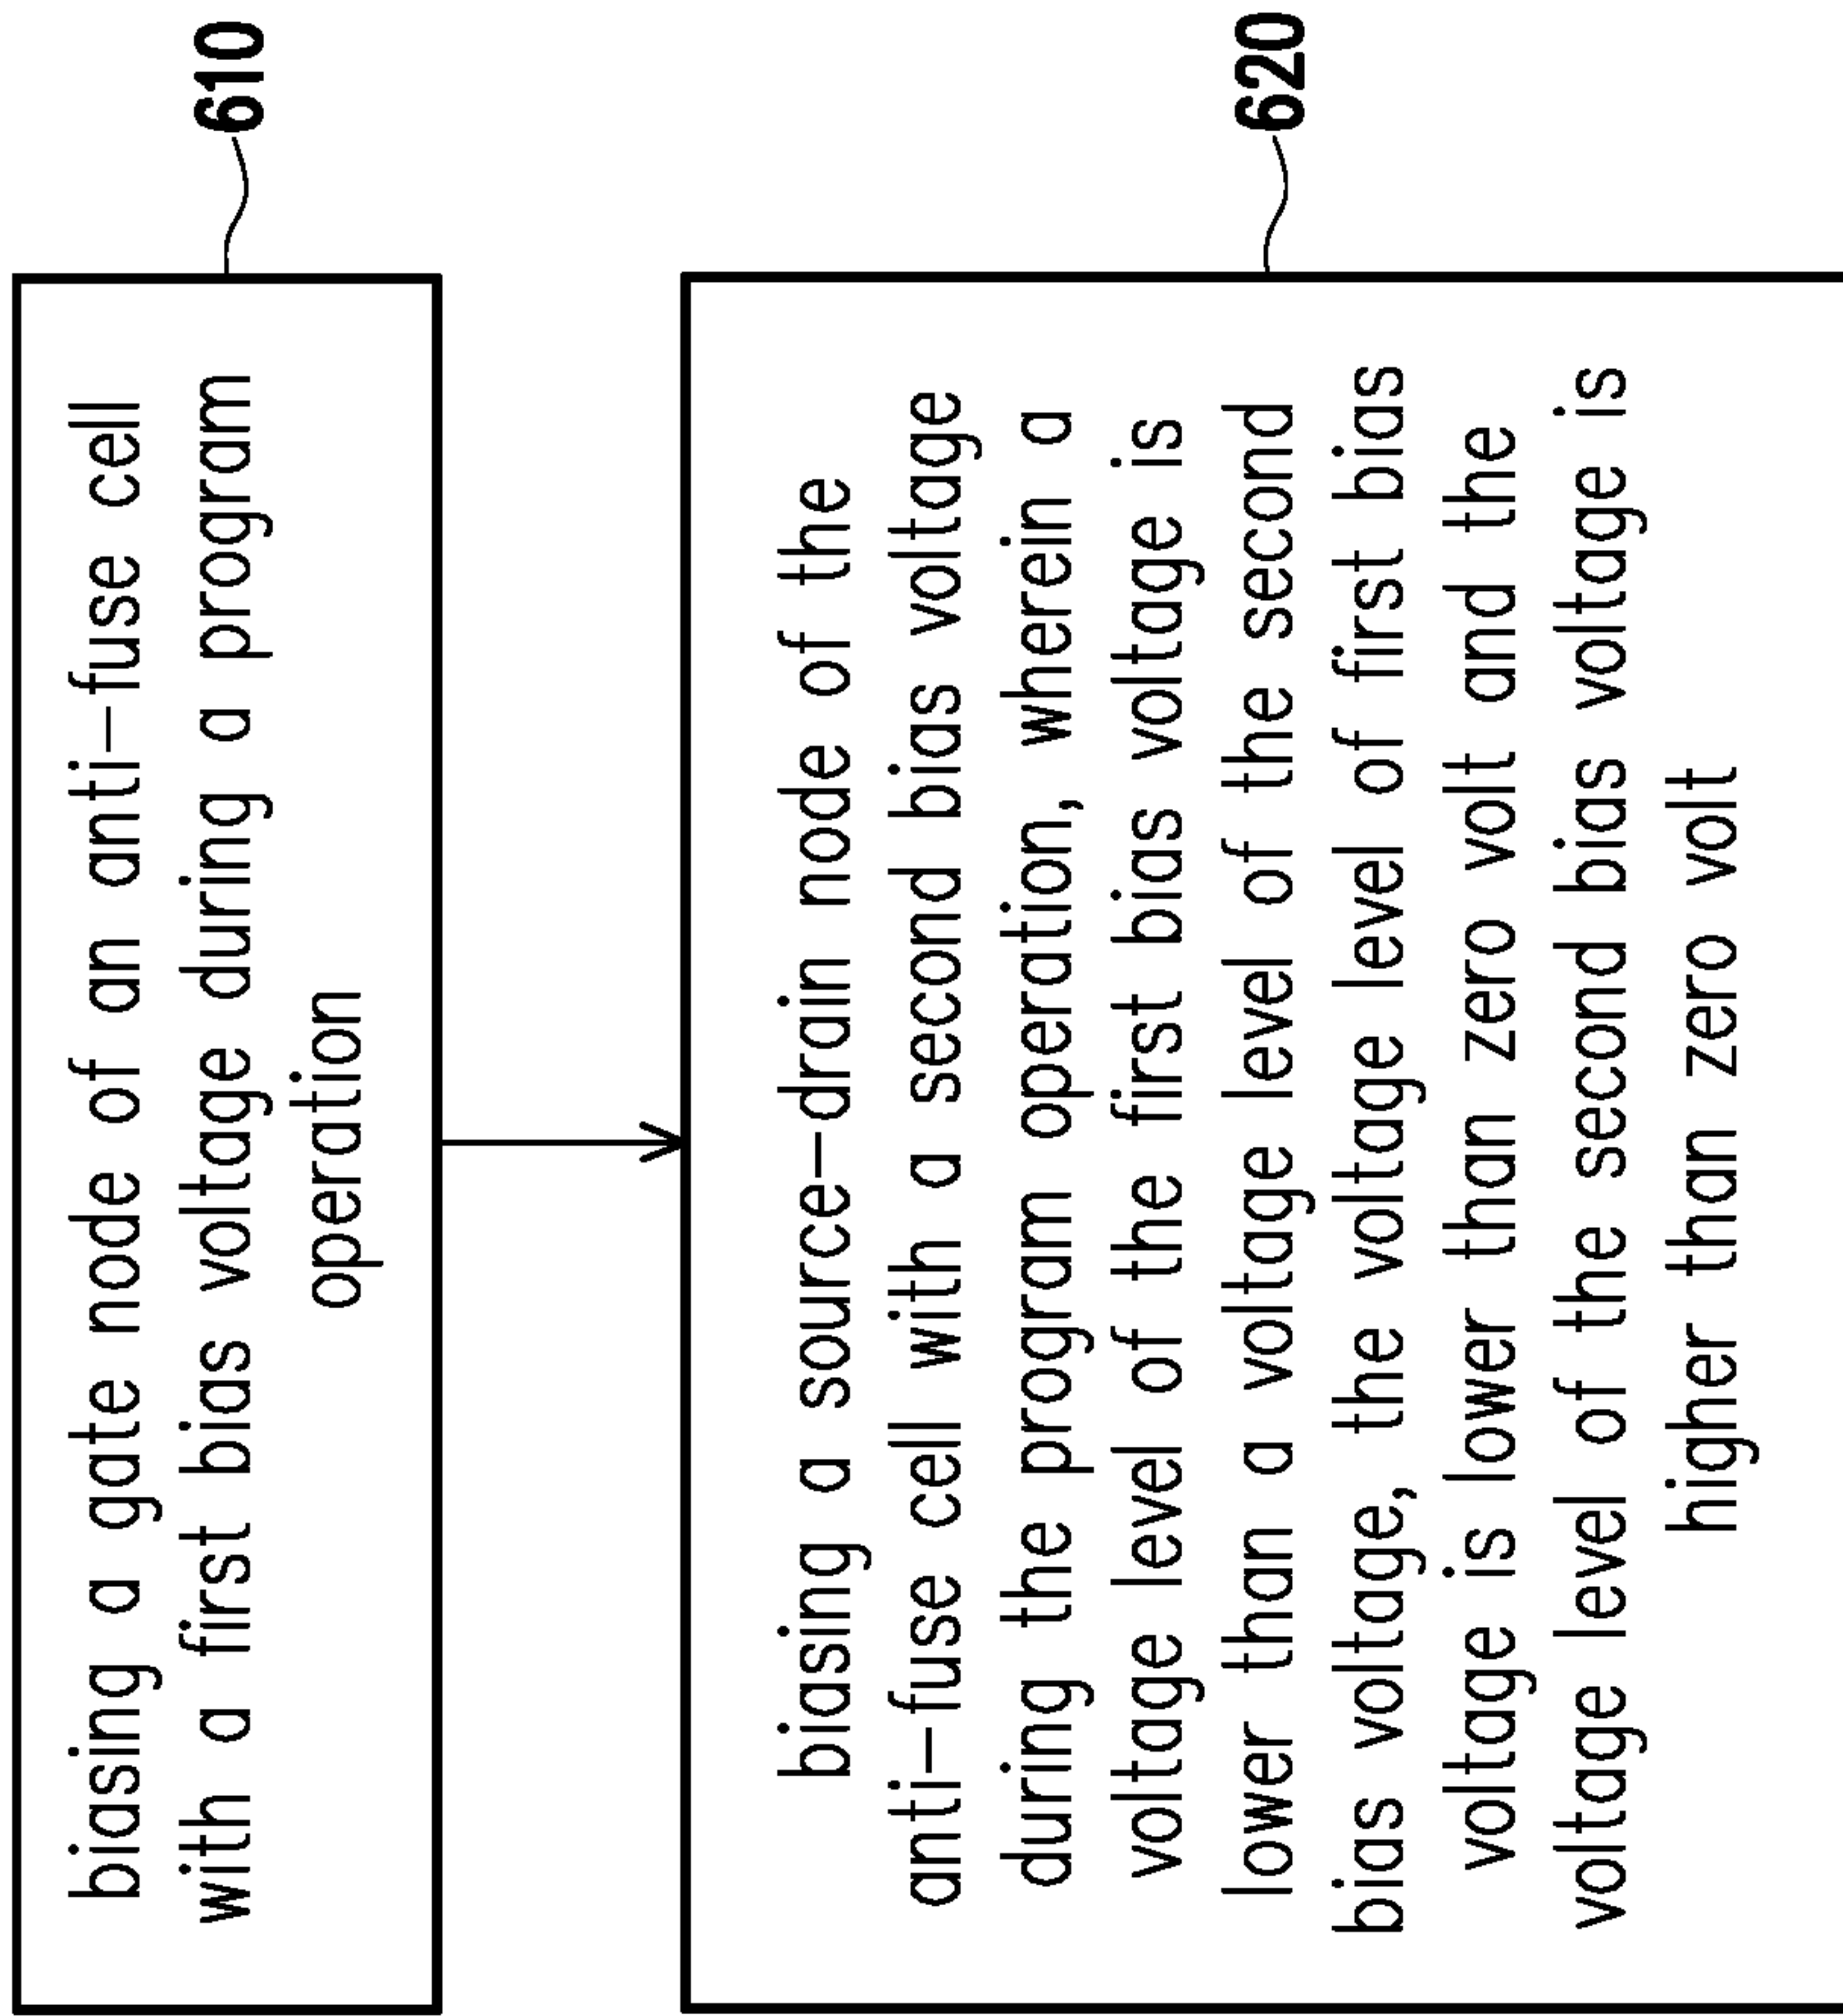 biasing a gate node of an anti-fuse cell
with a first bias voltage during a program
operation
610
biasing a source-drain node of the
anti-fuse cell with a second bias voltage
during the program operation, wherein a
voltage level of the first bias voltage is
lower than a voltage level of the second
bias voltage, the voltage level of first bias
voltage is lower than zero volt and the
voltage level of the second bias voltage is
higher than zero volt
620